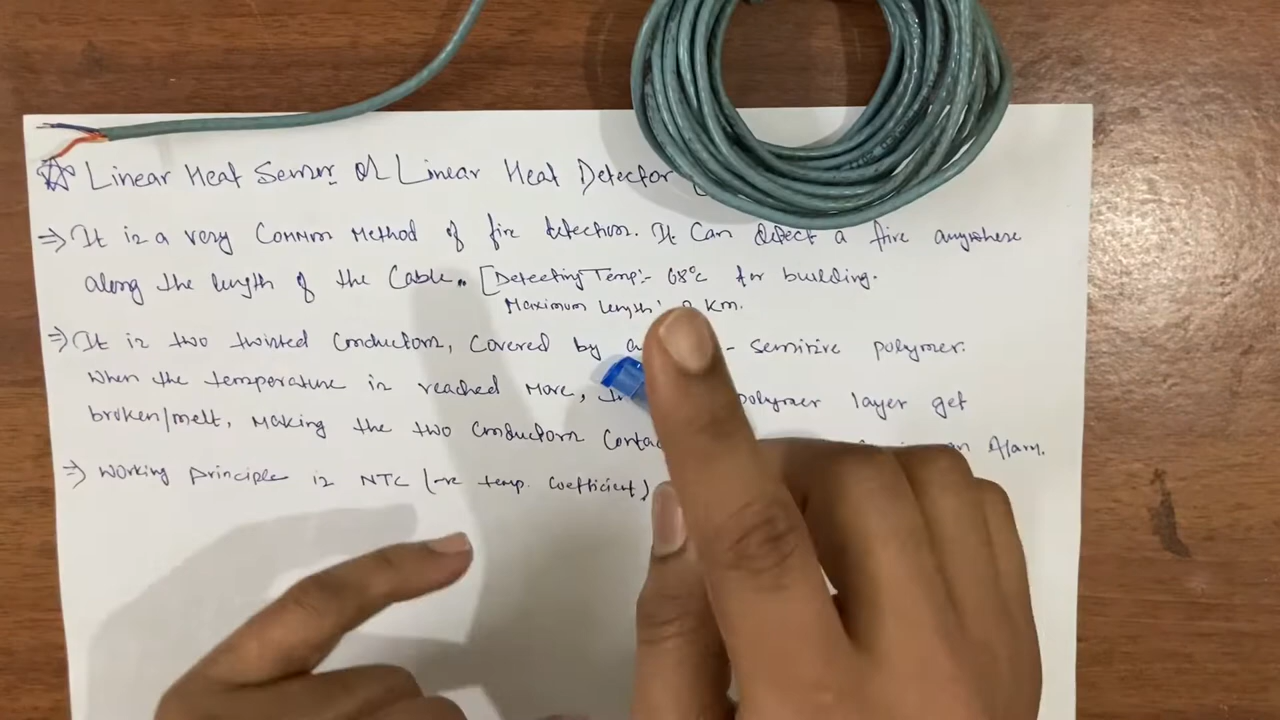 Linear Heat Sensor or Linear Heat Detector
⇒ It is a very common method of fire detection. It can detect a fire anywhere
along the length of the cable. [Detecting Temp:- 68°c for building.
Maximum length: Km.
⇒ It is two twisted conductors, covered by a - sensitive polymer.
When the temperature is reached more, polymer layer get
broken/melt, making the two conductors an Alarm.
⇒ Working principle is NTC (-ve temp. coefficient)